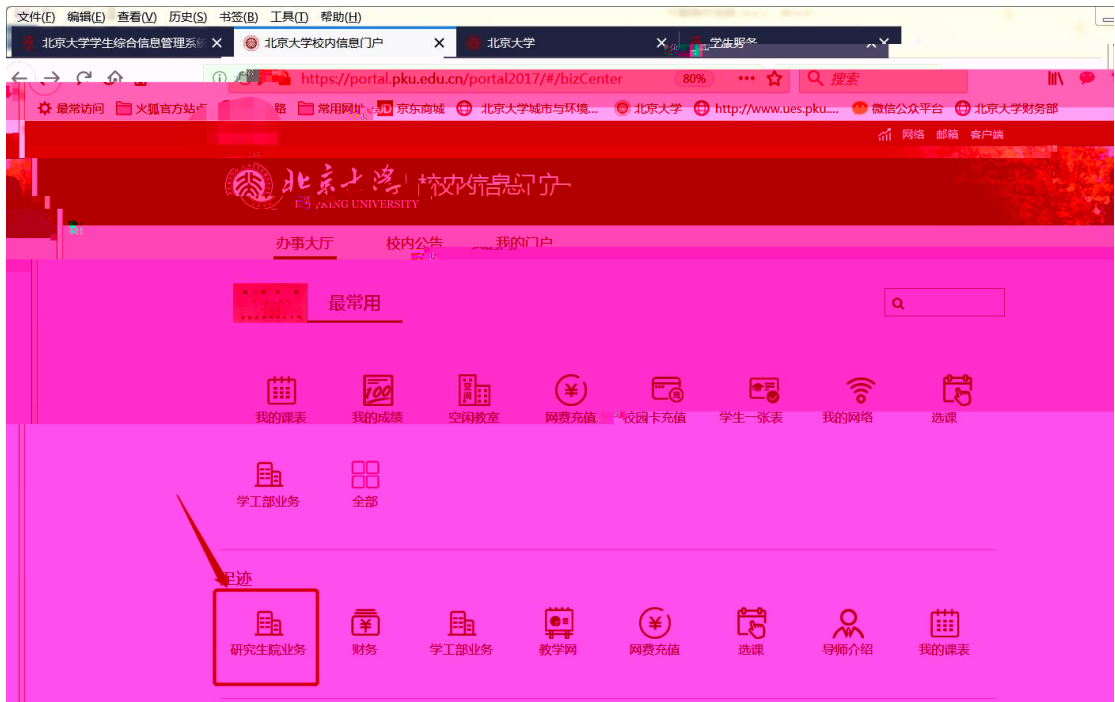 文件(F) 编辑(E) 查看(V) 历史(S) 书签(B) 工具(T) 帮助(H)
北京大学学生综合信息管理系统 北京大学校内信息门户 北京大学
https://portal.pku.edu.cn/portal2017/#/bizCenter 80% 搜索
最常访问 火狐官方站点 常用网址 JD 京东商城 北京大学城市与环境... 北京大学 http://www.ues.pku.... 微信公众平台 北京大学财务部
网络 邮箱 客户端
北京大学 校内信息门户
UNIVERSITY
办事大厅 校内公告 我的门户
最常用
我的课表 我的成绩 空闲教室 网费充值 校园卡充值 学生一张表 我的网络 选课
学工部业务 全部
足迹
研究生院业务 财务 学工部业务 教学网 网费充值 选课 导师介绍 我的课表